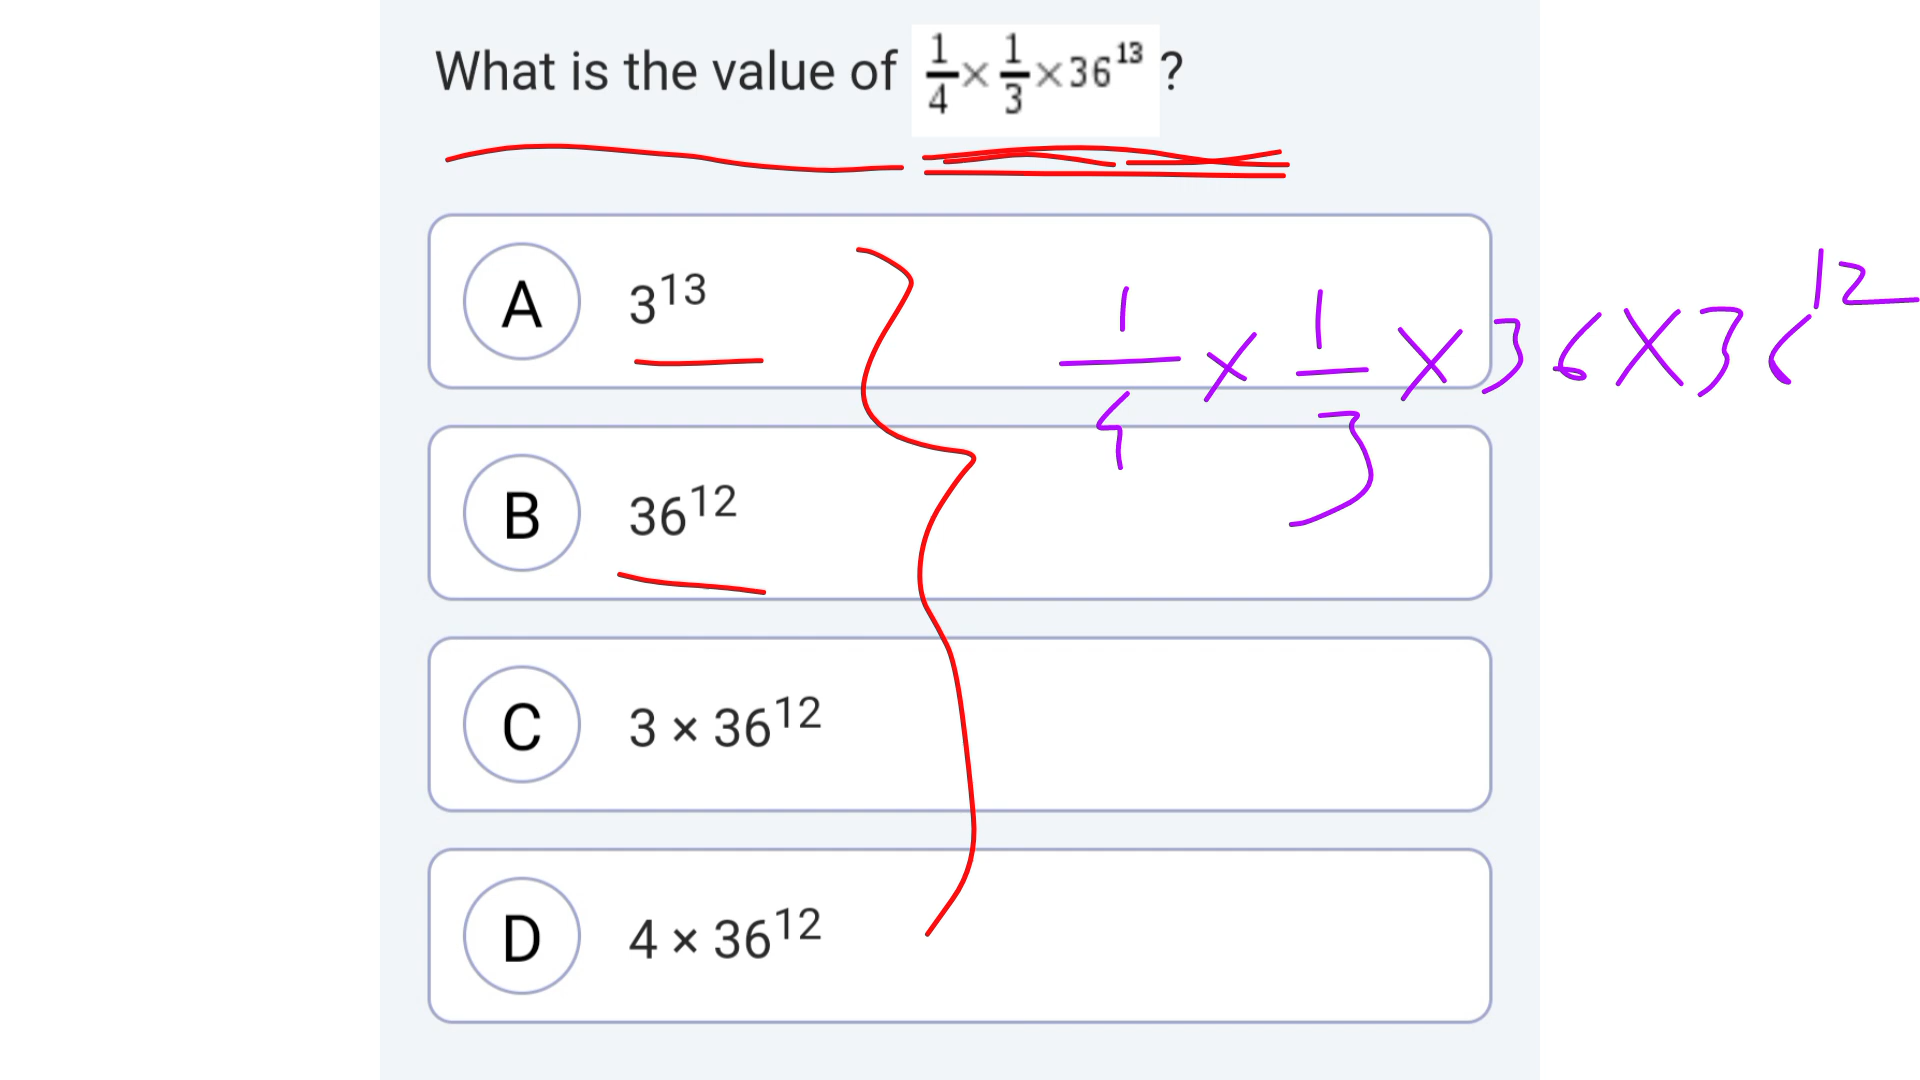 What is the value of 1/4 × 1/3 × 36^13 ?
A 3^13
1/4 × 1/3 × 36 × 36^12
B 36^12
C 3 × 36^12
D 4 × 36^12